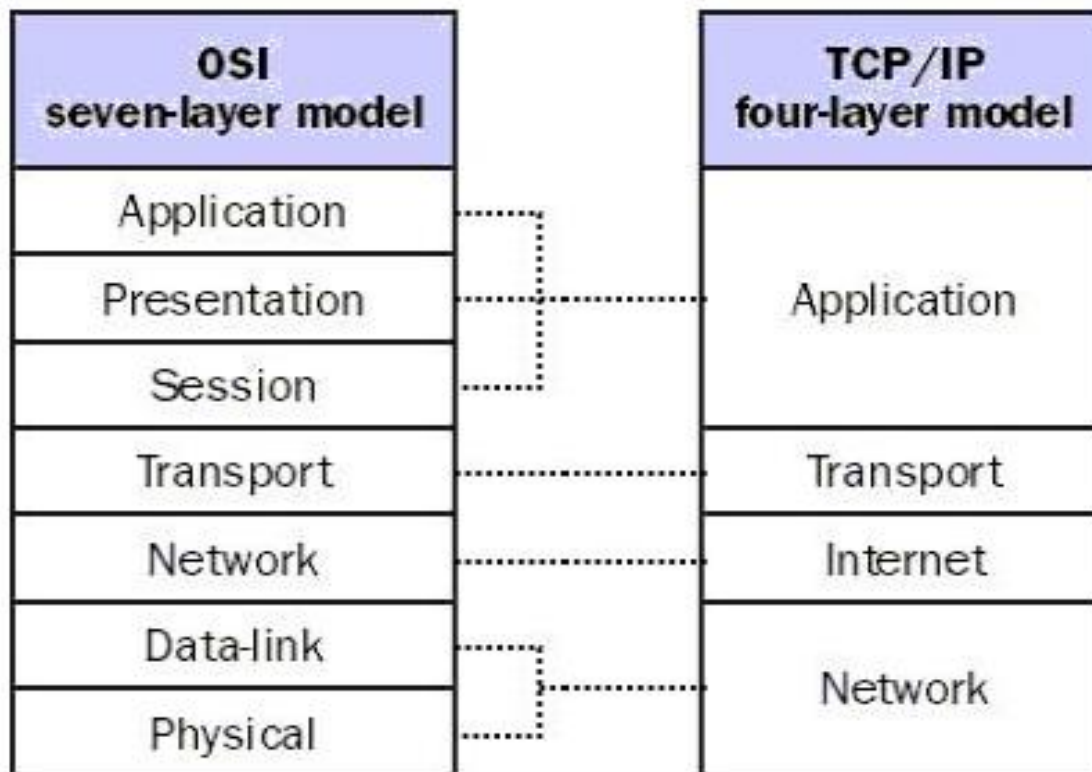 OSI
seven-layer model
Application
Presentation
Session
Transport
Network
Data-link
Physical
TCP/IP
four-layer model
Application
Transport
Internet
Network